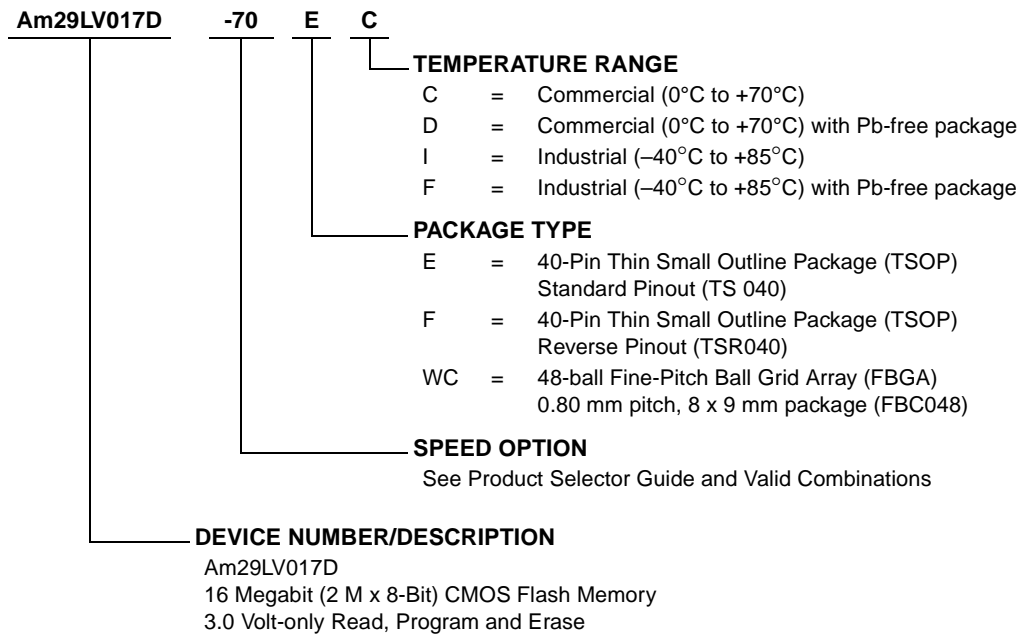 Am29LV017D -70 E C
TEMPERATURE RANGE
C = Commercial (0°C to +70°C)
D = Commercial (0°C to +70°C) with Pb-free package
I = Industrial (–40°C to +85°C)
F = Industrial (–40°C to +85°C) with Pb-free package
PACKAGE TYPE
E = 40-Pin Thin Small Outline Package (TSOP)
Standard Pinout (TS 040)
F = 40-Pin Thin Small Outline Package (TSOP)
Reverse Pinout (TSR040)
WC = 48-ball Fine-Pitch Ball Grid Array (FBGA)
0.80 mm pitch, 8 x 9 mm package (FBC048)
SPEED OPTION
See Product Selector Guide and Valid Combinations
DEVICE NUMBER/DESCRIPTION
Am29LV017D
16 Megabit (2 M x 8-Bit) CMOS Flash Memory
3.0 Volt-only Read, Program and Erase